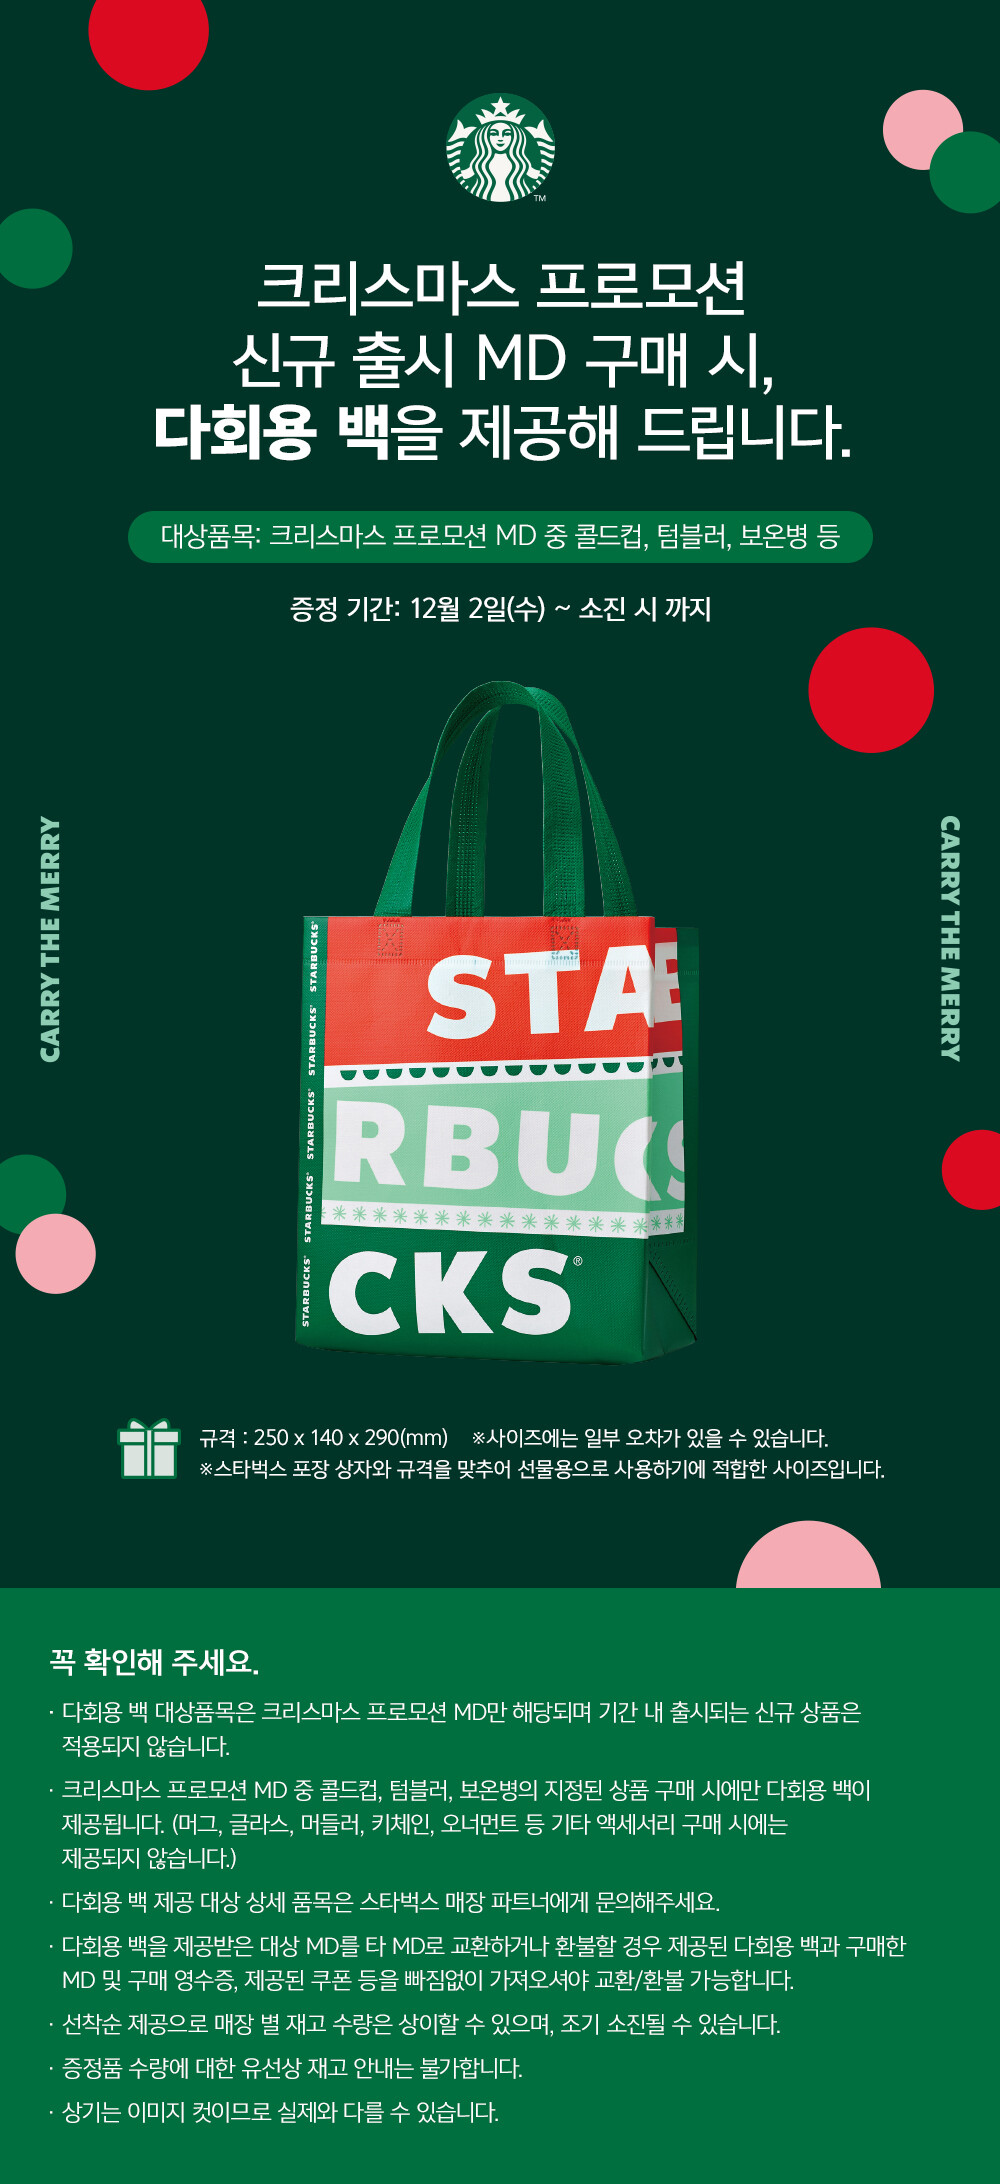 TM
크리스마스 프로모션
신규 출시 MD 구매 시,
다회용 백을 제공해 드립니다.
대상품목: 크리스마스 프로모션 MD 중 콜드컵, 텀블러, 보온병 등
증정 기간: 12월 2일(수) ~ 소진 시 까지
CARRY THE MERRY
CARRY THE MERRY
STARBUCKS
STARBUCKS
STARBUCKS
STARBUCKS
STARBUCKS
STA
RBUC
CKS®
규격 : 250 x 140 x 290(mm) ※사이즈에는 일부 오차가 있을 수 있습니다.
※스타벅스 포장 상자와 규격을 맞추어 선물용으로 사용하기에 적합한 사이즈입니다.
꼭 확인해 주세요.
· 다회용 백 대상품목은 크리스마스 프로모션 MD만 해당되며 기간 내 출시되는 신규 상품은
적용되지 않습니다.
· 크리스마스 프로모션 MD 중 콜드컵, 텀블러, 보온병의 지정된 상품 구매 시에만 다회용 백이
제공됩니다. (머그, 글라스, 머들러, 키체인, 오너먼트 등 기타 액세서리 구매 시에는
제공되지 않습니다.)
· 다회용 백 제공 대상 상세 품목은 스타벅스 매장 파트너에게 문의해주세요.
· 다회용 백을 제공받은 대상 MD를 타 MD로 교환하거나 환불할 경우 제공된 다회용 백과 구매한
MD 및 구매 영수증, 제공된 쿠폰 등을 빠짐없이 가져오셔야 교환/환불 가능합니다.
· 선착순 제공으로 매장 별 재고 수량은 상이할 수 있으며, 조기 소진될 수 있습니다.
· 증정품 수량에 대한 유선상 재고 안내는 불가합니다.
· 상기는 이미지 컷이므로 실제와 다를 수 있습니다.